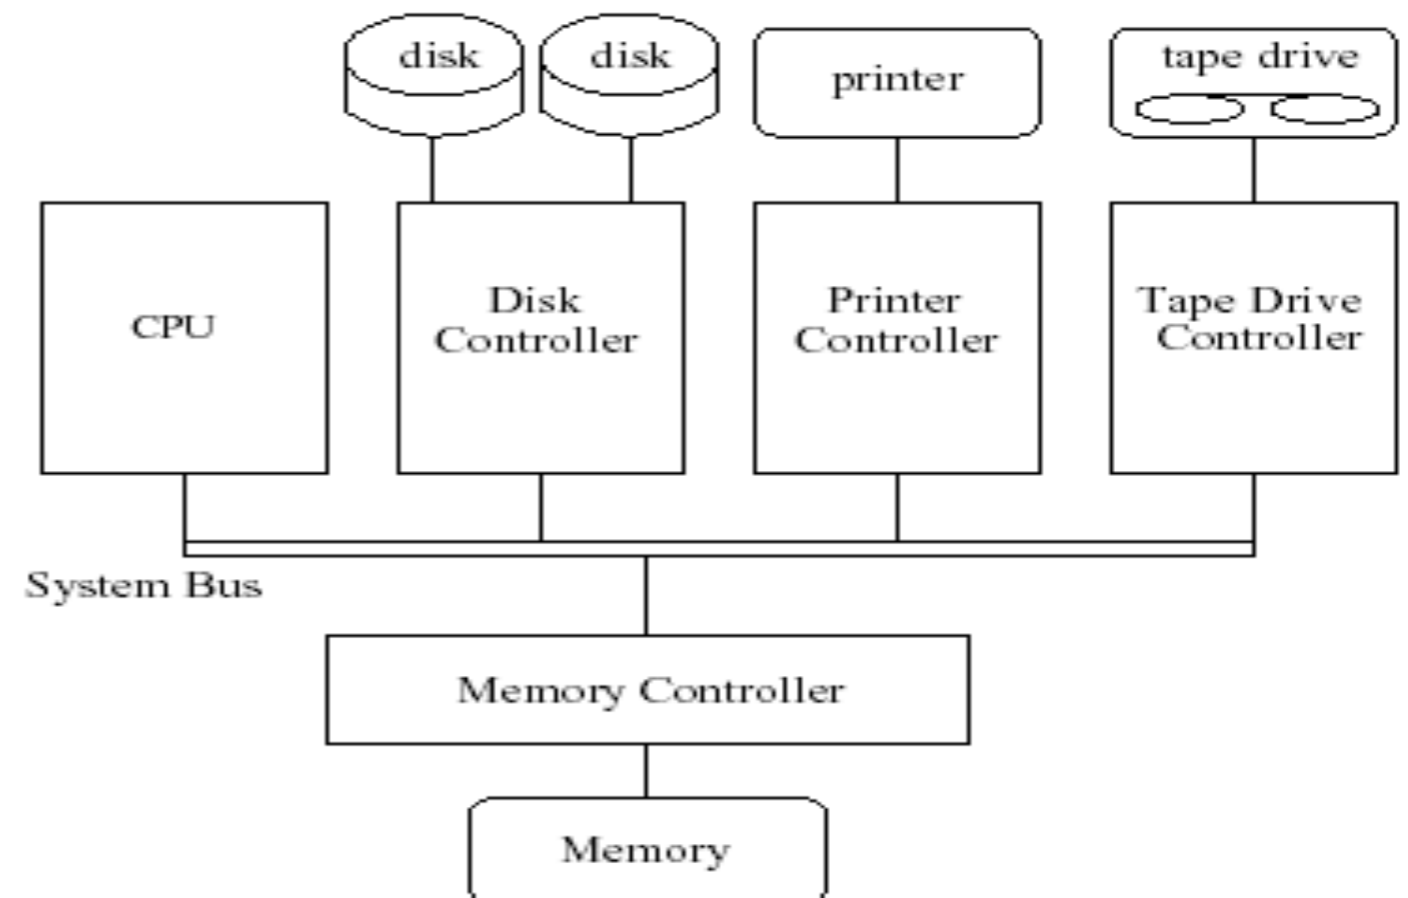 disk
disk
printer
tape drive
CPU
Disk
Controller
Printer
Controller
Tape Drive
Controller
System Bus
Memory Controller
Memory